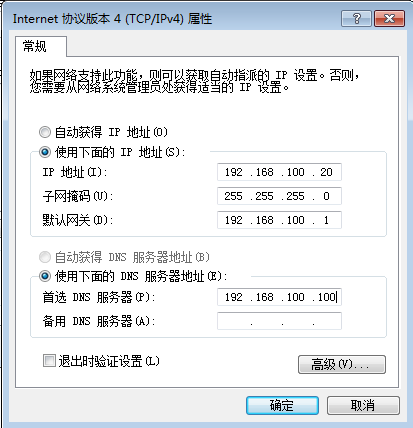 Internet 协议版本 4 (TCP/IPv4) 属性
常规
如果网络支持此功能，则可以获取自动指派的 IP 设置。否则，
您需要从网络系统管理员处获得适当的 IP 设置。
自动获得 IP 地址(O)
使用下面的 IP 地址(S):
IP 地址(I): 192 .168 .100 . 20
子网掩码(U): 255 .255 .255 . 0
默认网关(D): 192 .168 .100 . 1
自动获得 DNS 服务器地址(B)
使用下面的 DNS 服务器地址(E):
首选 DNS 服务器(P): 192 .168 .100 .100
备用 DNS 服务器(A): . . .
退出时验证设置(L)
高级(V)...
确定 取消